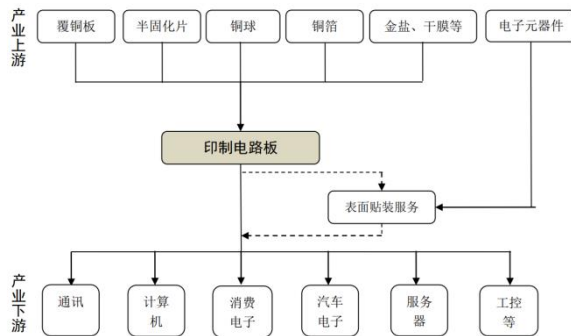 产业上游
覆铜板
半固化片
铜球
铜箔
金盐、干膜等
电子元器件
印制电路板
表面贴装服务
产业下游
通讯
计算
机
消费
电子
汽车
电子
服务
器
工控
等